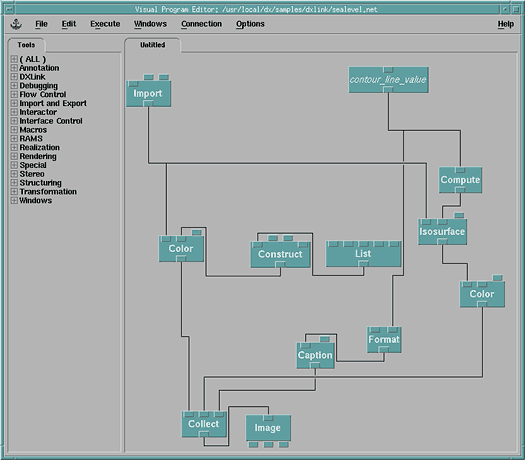 Visual Program Editor: /usr/local/dx/samples/dxlink/sealevel.net
File Edit Execute Windows Connection Options Help
Tools
Untitled
( ALL )
Annotation
DXLink
Debugging
Flow Control
Import and Export
Interactor
Interface Control
Macros
RAMS
Realization
Rendering
Special
Stereo
Structuring
Transformation
Windows
contour_line_value
Import
Compute
Isosurface
Color
Construct
List
Color
Format
Caption
Collect
Image